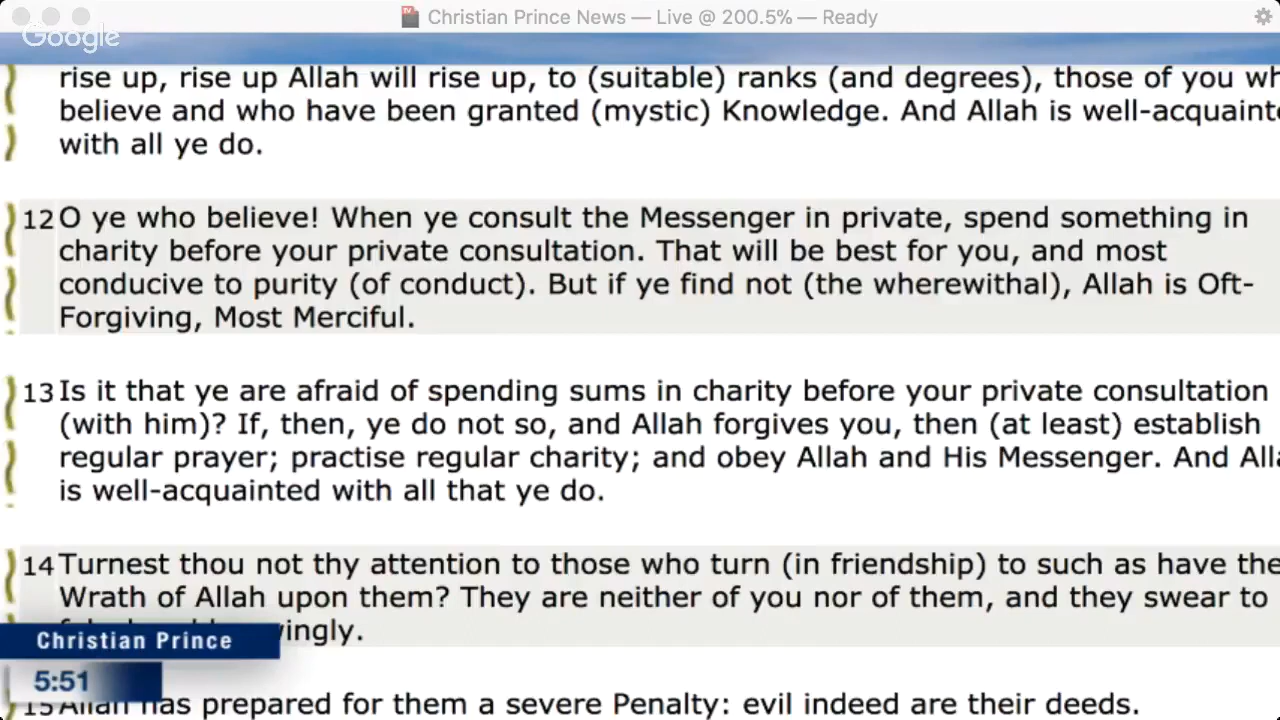 Christian Prince News — Live @ 200.5% — Ready
Google
rise up, rise up Allah will rise up, to (suitable) ranks (and degrees), those of you wh
believe and who have been granted (mystic) Knowledge. And Allah is well-acquainte
with all ye do.
12 O ye who believe! When ye consult the Messenger in private, spend something in
charity before your private consultation. That will be best for you, and most
conducive to purity (of conduct). But if ye find not (the wherewithal), Allah is Oft-
Forgiving, Most Merciful.
13 Is it that ye are afraid of spending sums in charity before your private consultation
(with him)? If, then, ye do not so, and Allah forgives you, then (at least) establish
regular prayer; practise regular charity; and obey Allah and His Messenger. And Alla
is well-acquainted with all that ye do.
14 Turnest thou not thy attention to those who turn (in friendship) to such as have the
Wrath of Allah upon them? They are neither of you nor of them, and they swear to
wingly.
Christian Prince
5:51
15 Allah has prepared for them a severe Penalty: evil indeed are their deeds.